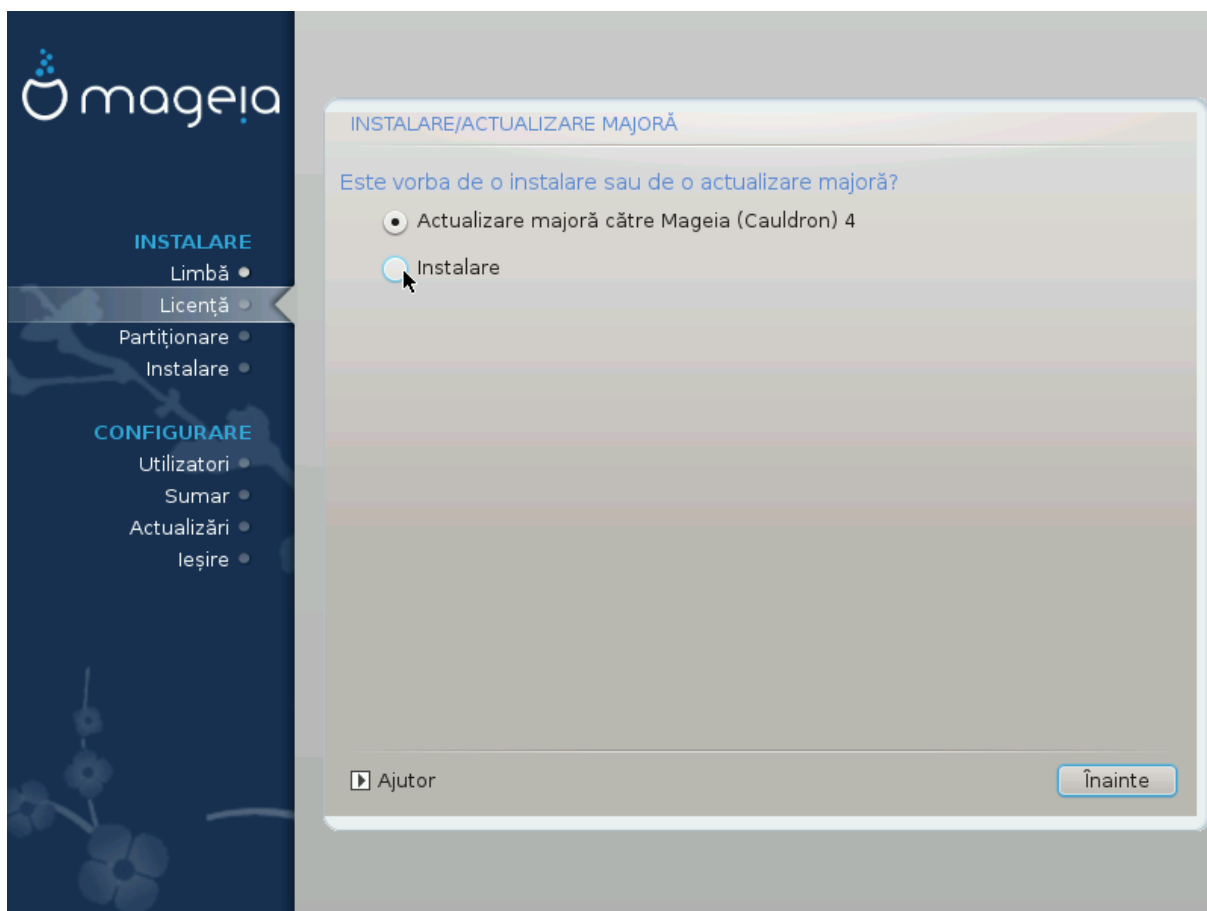 mageia
INSTALARE
Limbă
Licență
Partiționare
Instalare
CONFIGURARE
Utilizatori
Sumar
Actualizări
Ieșire
INSTALARE/ACTUALIZARE MAJORĂ
Este vorba de o instalare sau de o actualizare majoră?
Actualizare majoră către Mageia (Cauldron) 4
Instalare
Ajutor
Înainte